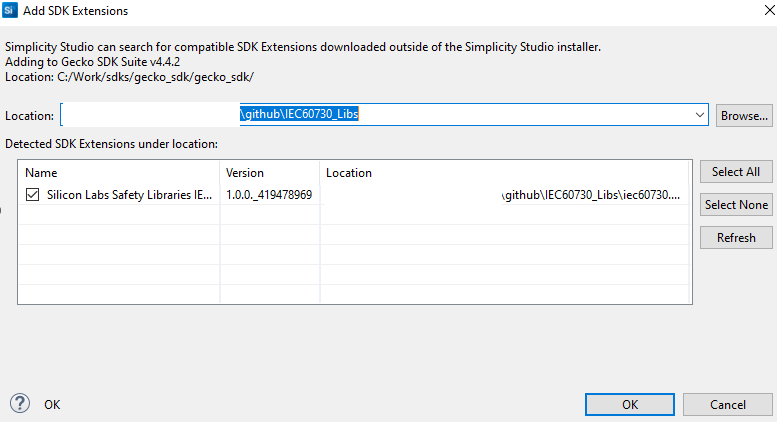 Si
Add SDK Extensions
Simplicity Studio can search for compatible SDK Extensions downloaded outside of the Simplicity Studio installer.
Adding to Gecko SDK Suite v4.4.2
Location: C:/Work/sdks/gecko_sdk/gecko_sdk/
Location: \github\IEC60730_Libs Browse...
Detected SDK Extensions under location:
Name Version Location Select All
Silicon Labs Safety Libraries IE... 1.0.0._419478969 \github\IEC60730_Libs\iec60730....
Select None
Refresh
? OK OK Cancel